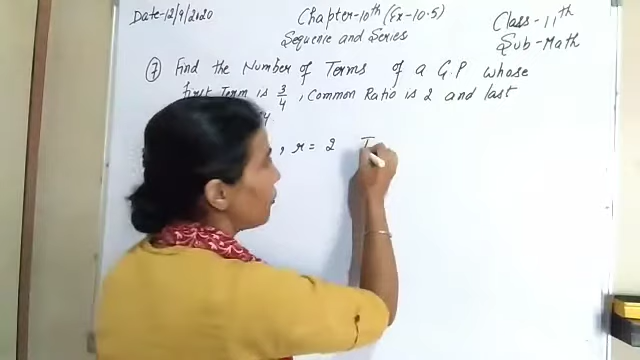 Date-12/9/2020
Chapter-10th (Ex-10.5)
Class-11th
Sequence and Series
Sub-Math
7 Find the Number of Terms of a G.P whose
first Term is 3/4, Common Ratio is 2 and last
4.
, r = 2 T